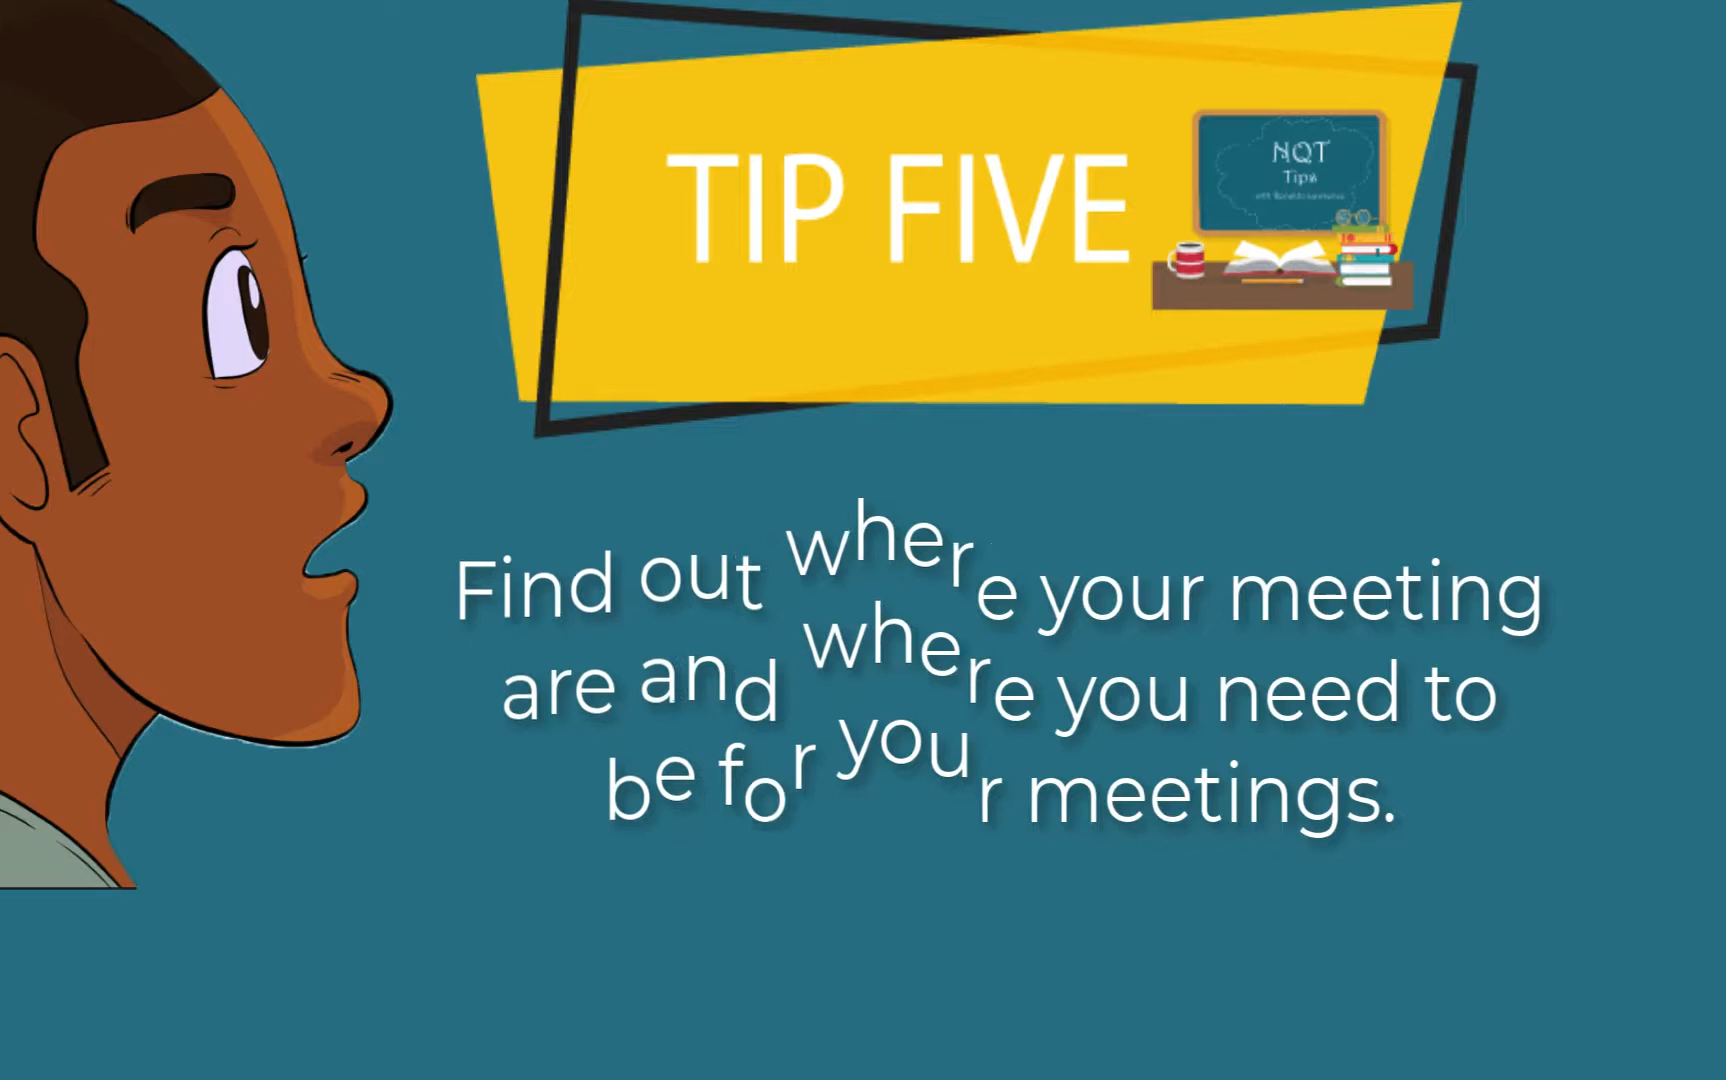 TIP FIVE
NQT
Tips
Find out where your meeting
are and where you need to
be for your meetings.